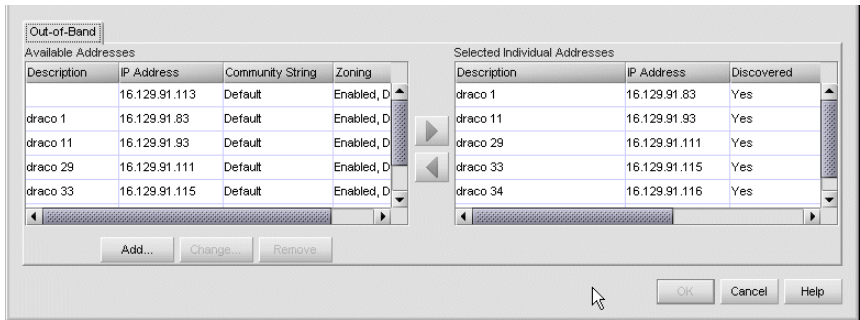 Out-of-Band
Available Addresses
Description IP Address Community String Zoning
16.129.91.113 Default Enabled, D
draco 1 16.129.91.83 Default Enabled, D
draco 11 16.129.91.93 Default Enabled, D
draco 29 16.129.91.111 Default Enabled, D
draco 33 16.129.91.115 Default Enabled, D
Add... Change... Remove
Selected Individual Addresses
Description IP Address Discovered
draco 1 16.129.91.83 Yes
draco 11 16.129.91.93 Yes
draco 29 16.129.91.111 Yes
draco 33 16.129.91.115 Yes
draco 34 16.129.91.116 Yes
OK Cancel Help